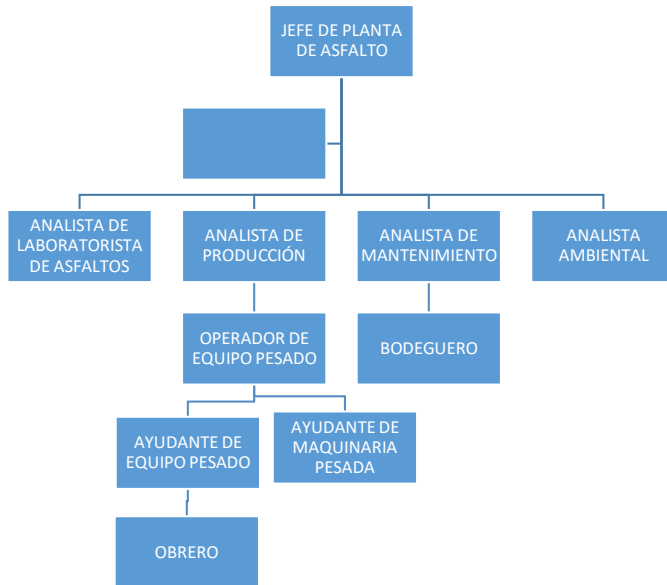 JEFE DE PLANTA
DE ASFALTO
ANALISTA DE
LABORATORISTA
DE ASFALTOS
ANALISTA DE
PRODUCCIÓN
ANALISTA DE
MANTENIMIENTO
ANALISTA
AMBIENTAL
OPERADOR DE
EQUIPO PESADO
BODEGUERO
AYUDANTE DE
EQUIPO PESADO
AYUDANTE DE
MAQUINARIA
PESADA
OBRERO